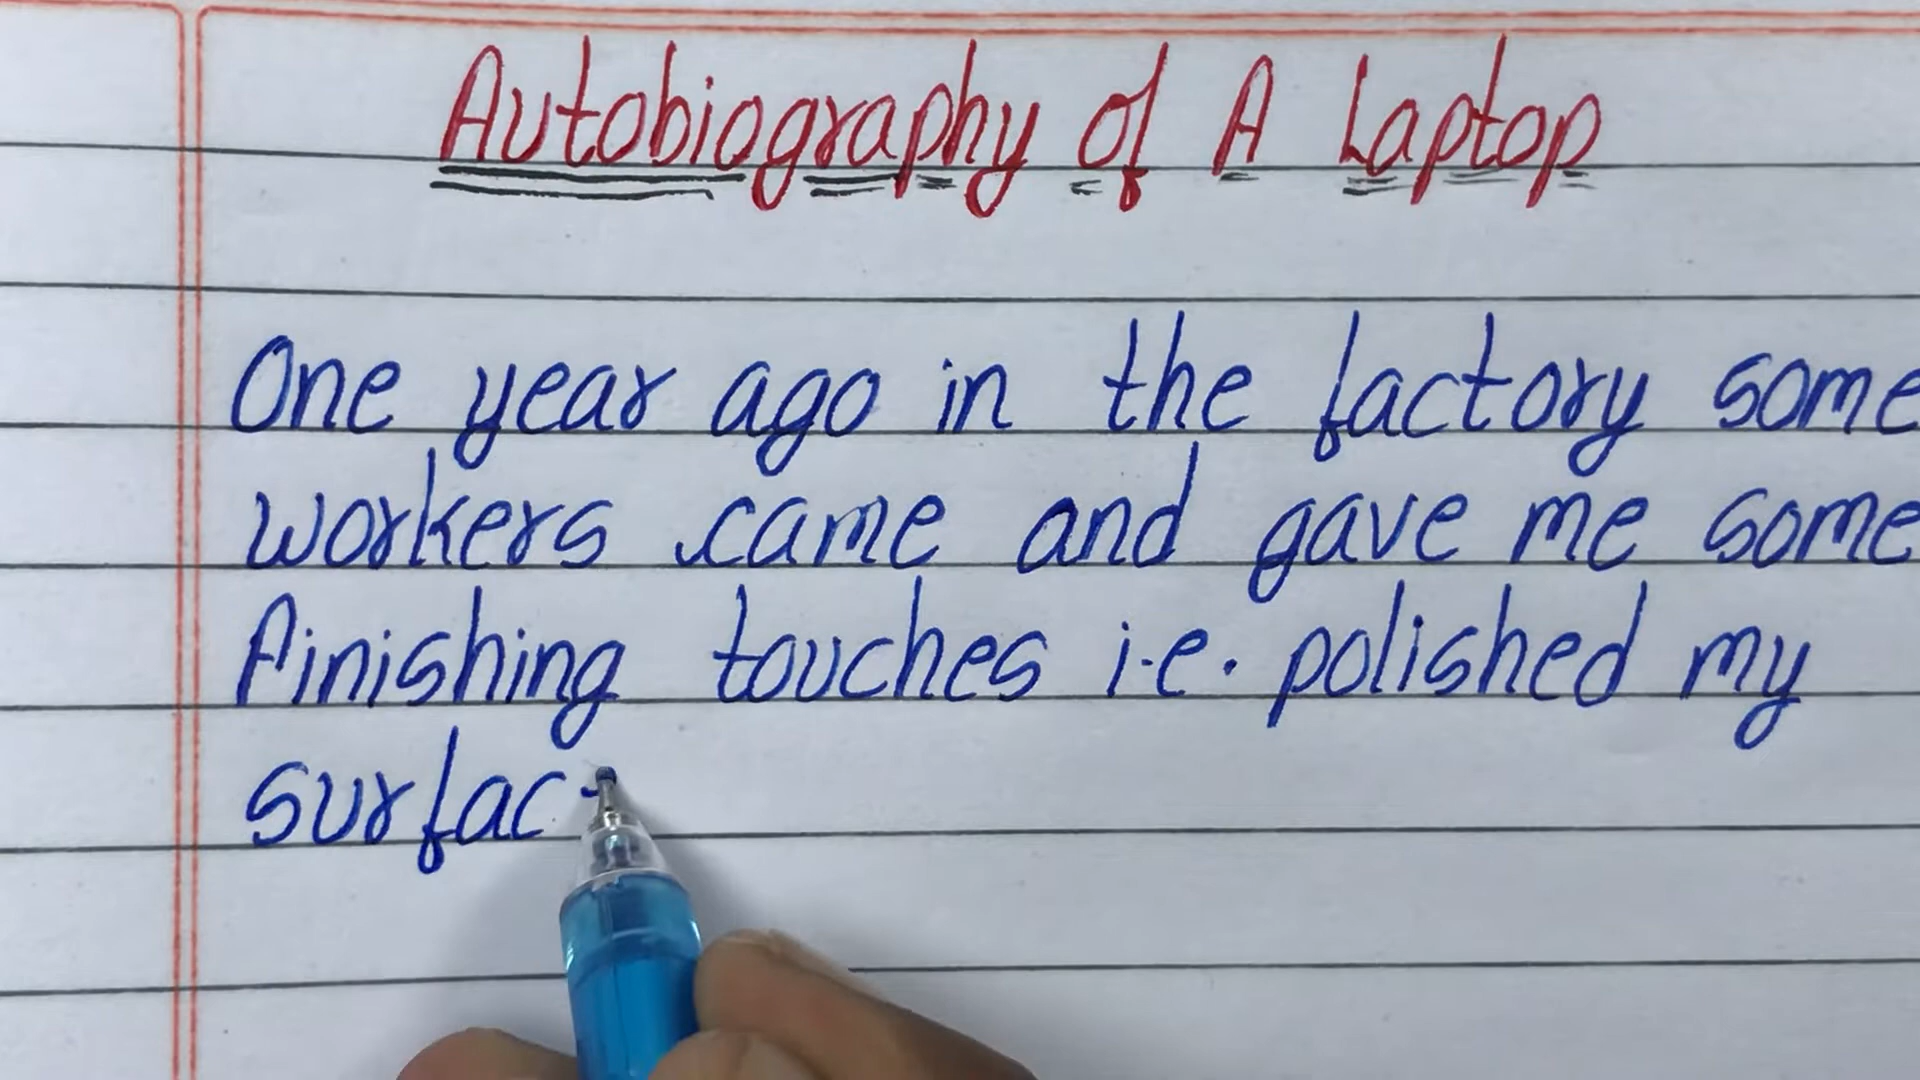 Autobiography of A Laptop
One year ago in the factory some
workers came and gave me some
finishing touches i.e. polished my
surfac